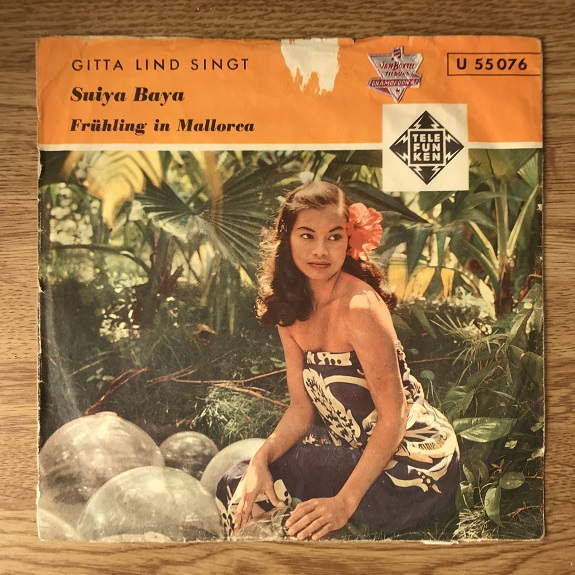 GITTA LIND SINGT
Suiya Baya
Frühling in Mallorca
U 55076
TELE
FUN
KEN